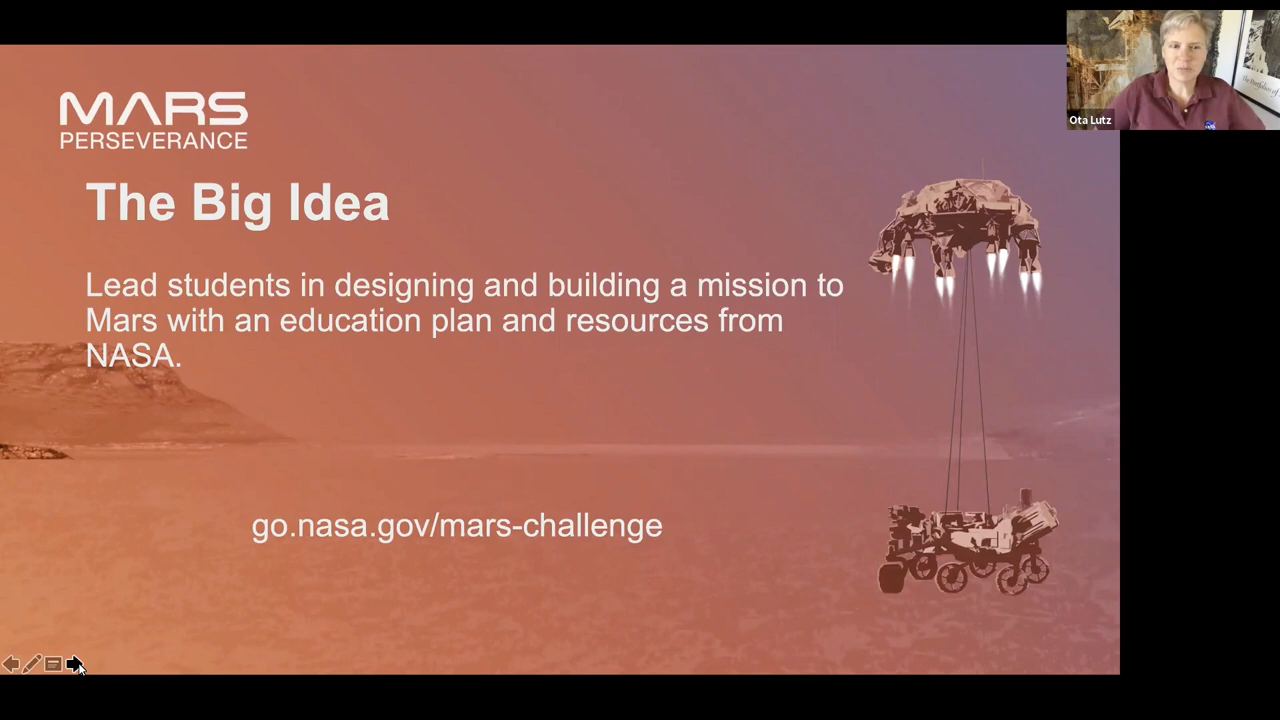 MARS
PERSEVERANCE
The Big Idea
Lead students in designing and building a mission to
Mars with an education plan and resources from
NASA.
go.nasa.gov/mars-challenge
Ota Lutz